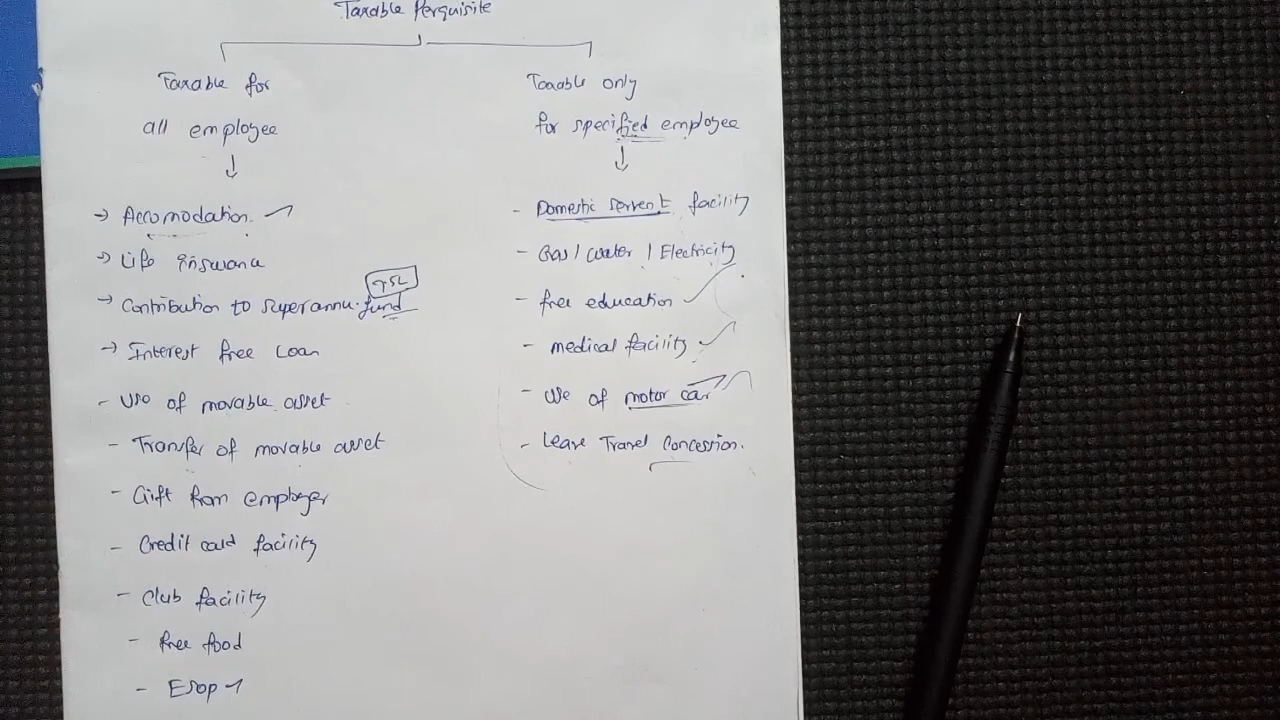 Taxable Perquisite
Taxable for
all employee
→ Accomodation
→ Life insurance
→ Contribution to superannu. fund
→ Interest free Loan
- Use of movable asset
- Transfer of movable asset
- Gift from employer
- Credit card facility
- Club facility
- free food
- ESOP
Taxable only
for specified employee
- Domestic servent facility
- Gas / water / Electricity
- free education
- medical facility
- Use of motor car
- Leave Travel Concession.